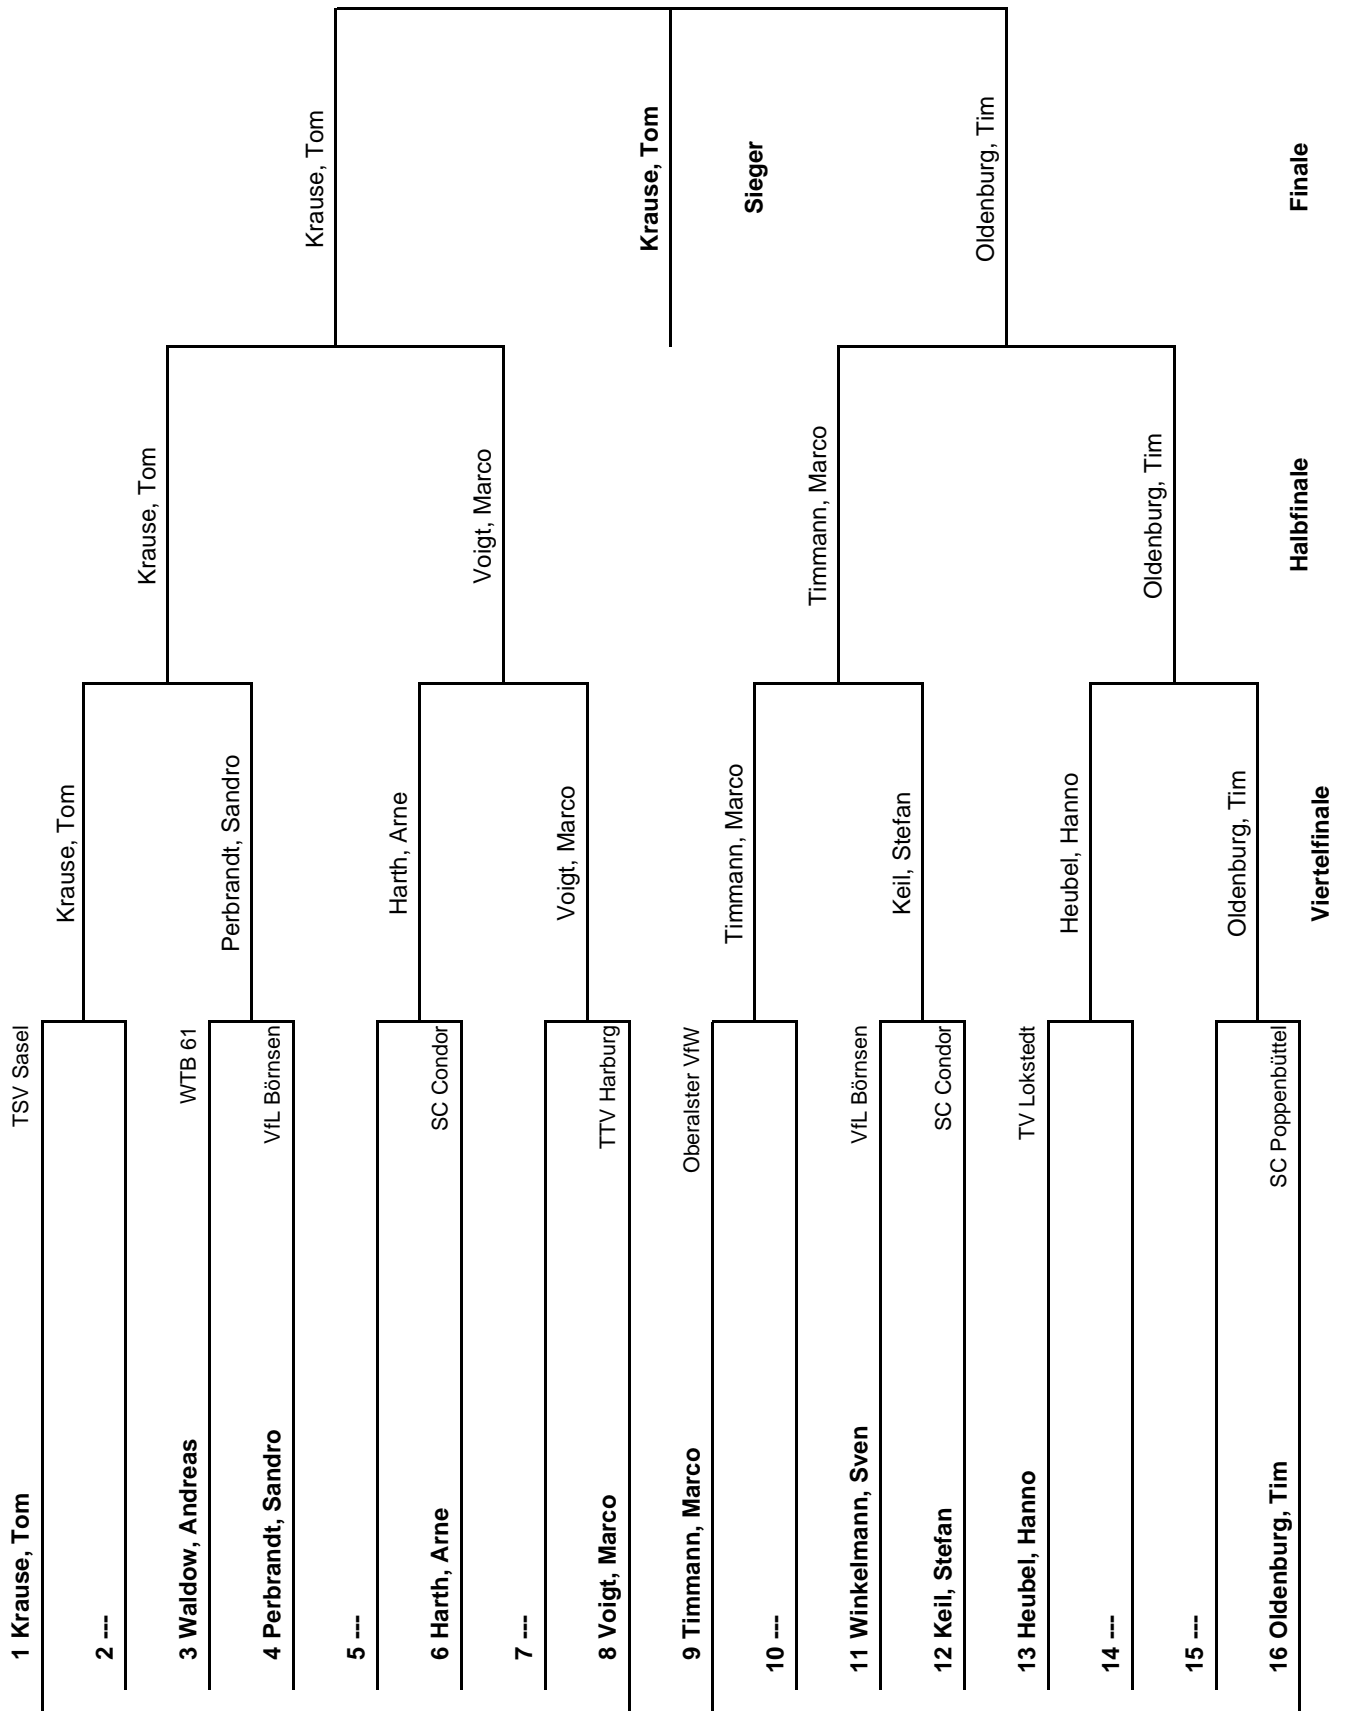 1 Krause, Tom TSV Sasel
2 ---
3 Waldow, Andreas WTB 61
4 Perbrandt, Sandro VfL Börnsen
5 ---
6 Harth, Arne SC Condor
7 ---
8 Voigt, Marco TTV Harburg
9 Timmann, Marco Oberalster VfW
10 ---
11 Winkelmann, Sven VfL Börnsen
12 Keil, Stefan SC Condor
13 Heubel, Hanno TV Lokstedt
14 ---
15 ---
16 Oldenburg, Tim SC Poppenbüttel
Krause, Tom
Perbrandt, Sandro
Harth, Arne
Voigt, Marco
Timmann, Marco
Keil, Stefan
Heubel, Hanno
Oldenburg, Tim
Viertelfinale
Krause, Tom
Voigt, Marco
Timmann, Marco
Oldenburg, Tim
Halbfinale
Krause, Tom
Krause, Tom
Sieger
Oldenburg, Tim
Finale